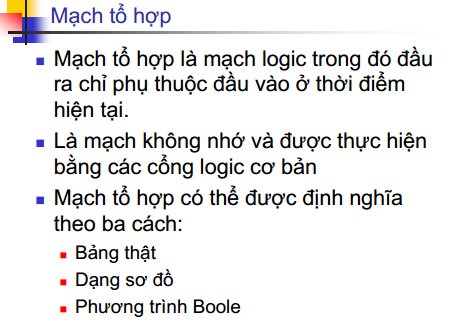 Mạch tổ hợp
Mạch tổ hợp là mạch logic trong đó đầu
ra chỉ phụ thuộc đầu vào ở thời điểm
hiện tại.
Là mạch không nhớ và được thực hiện
bằng các cổng logic cơ bản
Mạch tổ hợp có thể được định nghĩa
theo ba cách:
Bảng thật
Dạng sơ đồ
Phương trình Boole